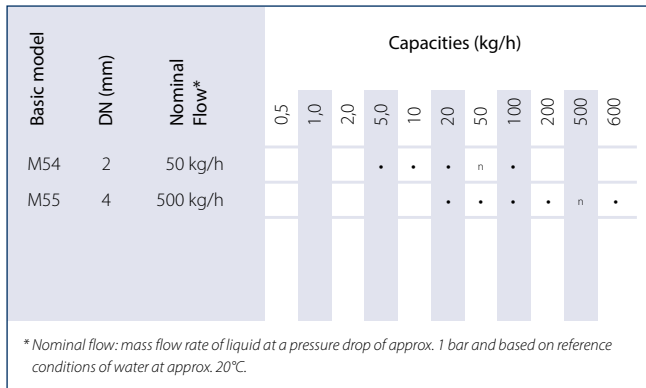 Capacities (kg/h)
Basic model DN (mm) Nominal Flow* 0,5 1,0 2,0 5,0 10 20 50 100 200 500 600
M54 2 50 kg/h • • • n •
M55 4 500 kg/h • • • • n •
* Nominal flow: mass flow rate of liquid at a pressure drop of approx. 1 bar and based on reference
conditions of water at approx. 20°C.